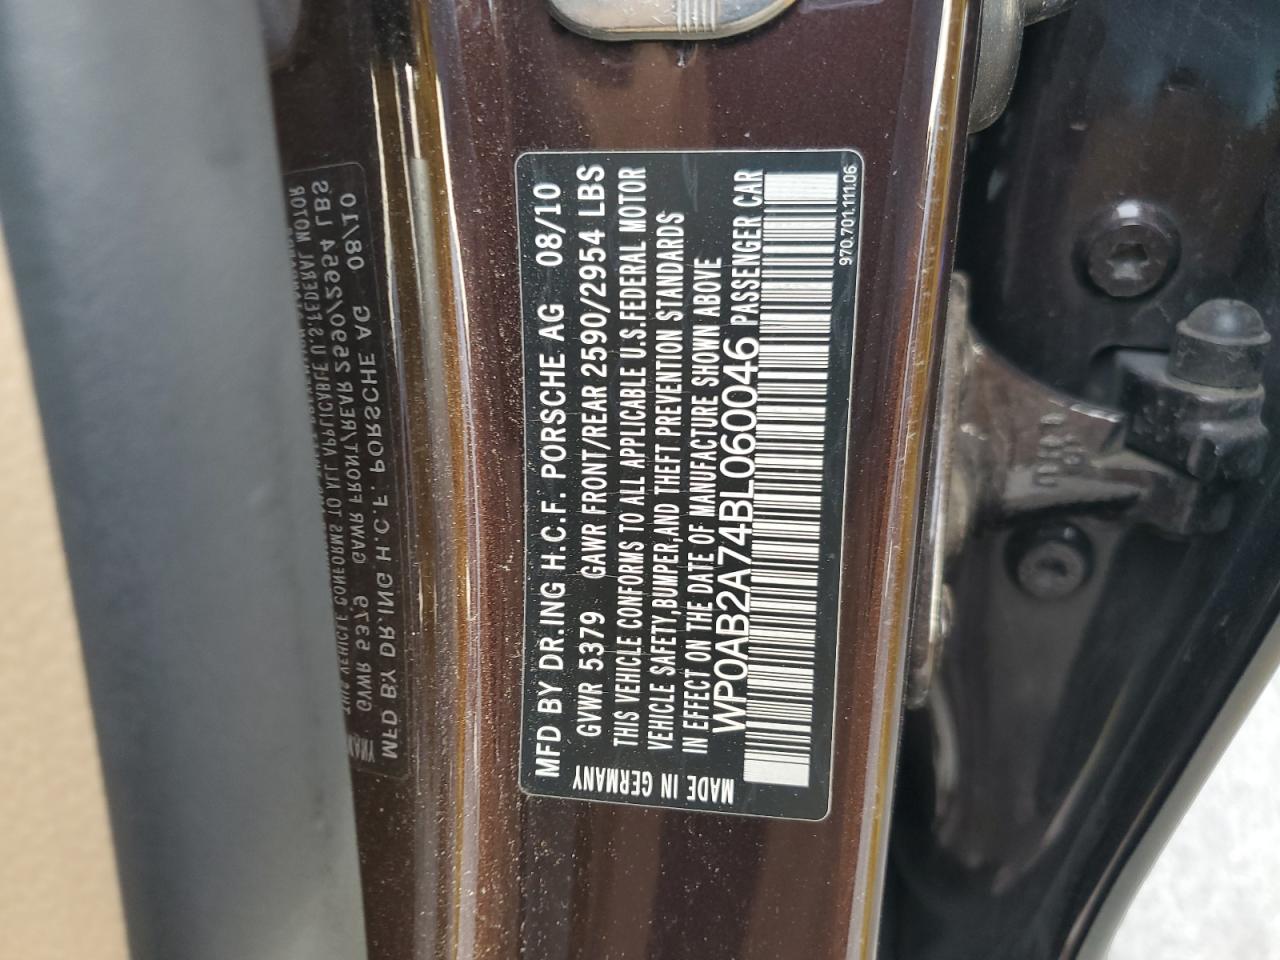 MFD BY DR.ING H.C.F. PORSCHE AG 08/10
GVWR 5379 GAWR FRONT/REAR 2590/2954 LBS
THIS VEHICLE CONFORMS TO ALL APPLICABLE U.S.FEDERAL MOTOR
VEHICLE SAFETY,BUMPER,AND THEFT PREVENTION STANDARDS
IN EFFECT ON THE DATE OF MANUFACTURE SHOWN ABOVE
WP0AB2A74BL060046 PASSENGER CAR
MADE IN GERMANY
970.701.111.06